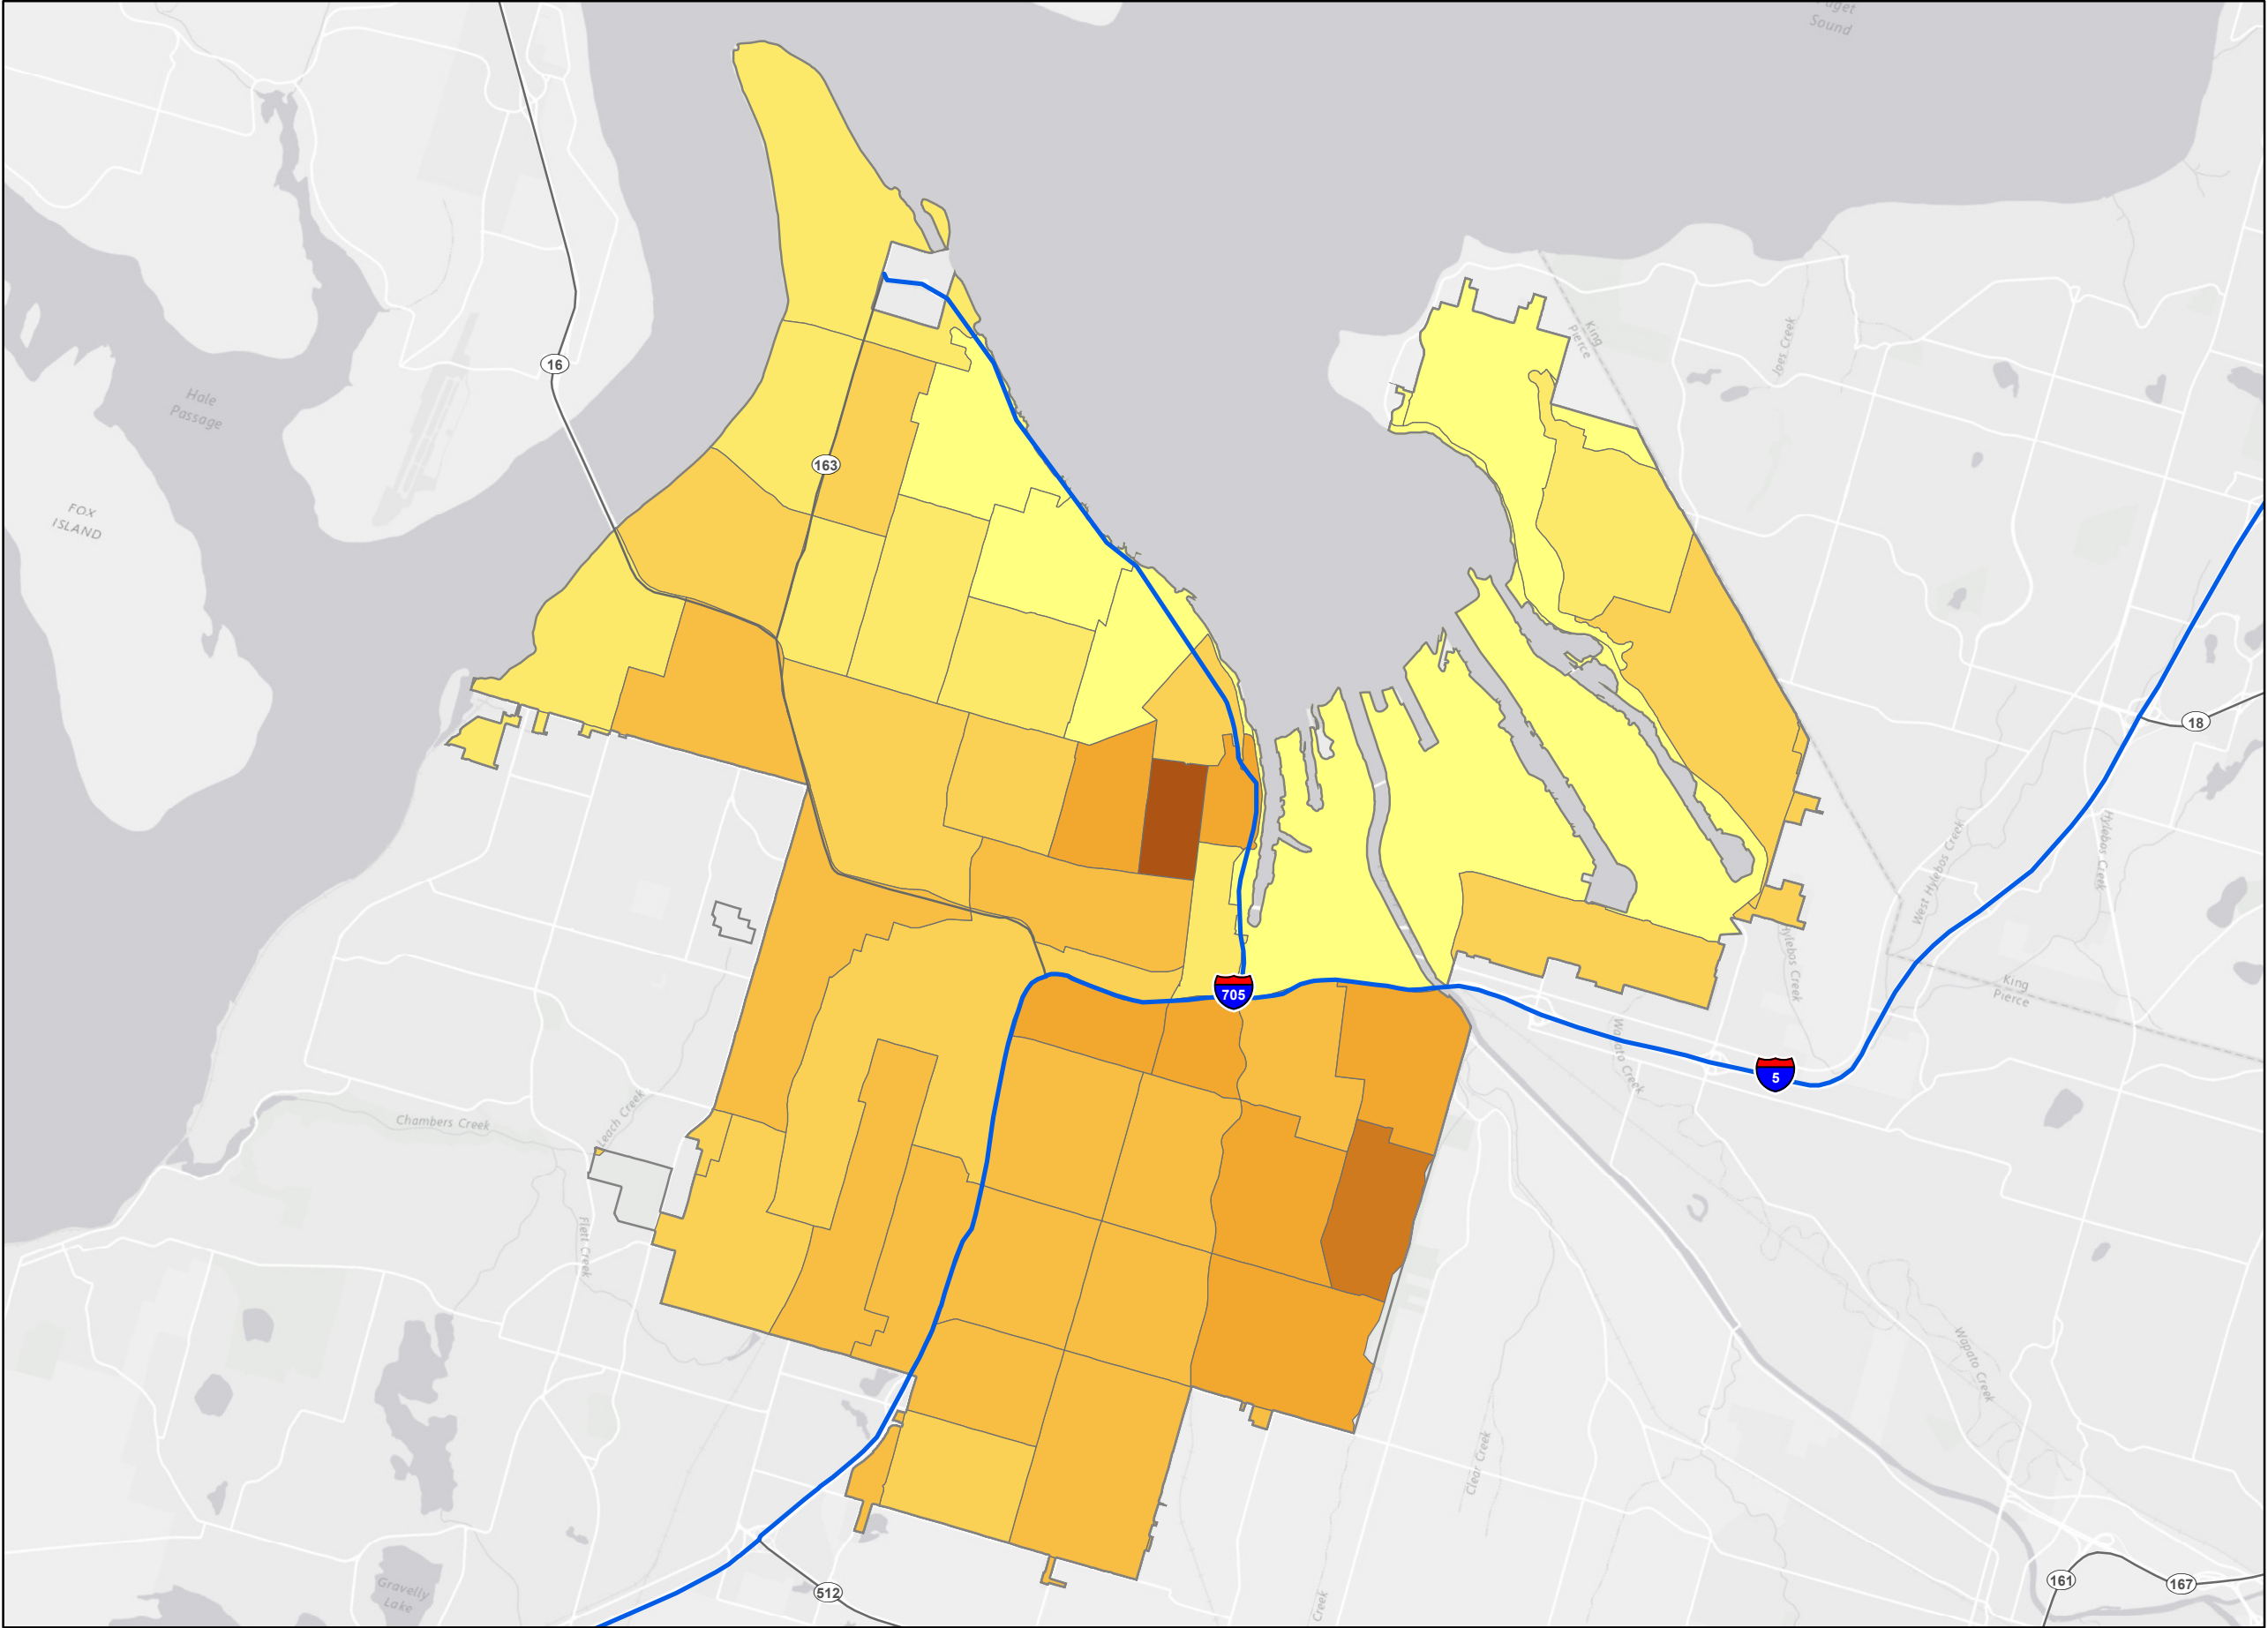 Sound
Hale
Passage
FOX
ISLAND
16
163
King
Pierce
Joes Creek
18
West Hylebos Creek
Hylebos Creek
Hylebos Creek
King
Pierce
705
5
Wapato Creek
Leach Creek
Chambers Creek
Flett Creek
Wapato Creek
Clear Creek
Gravelly
Lake
512
Creek
161
167